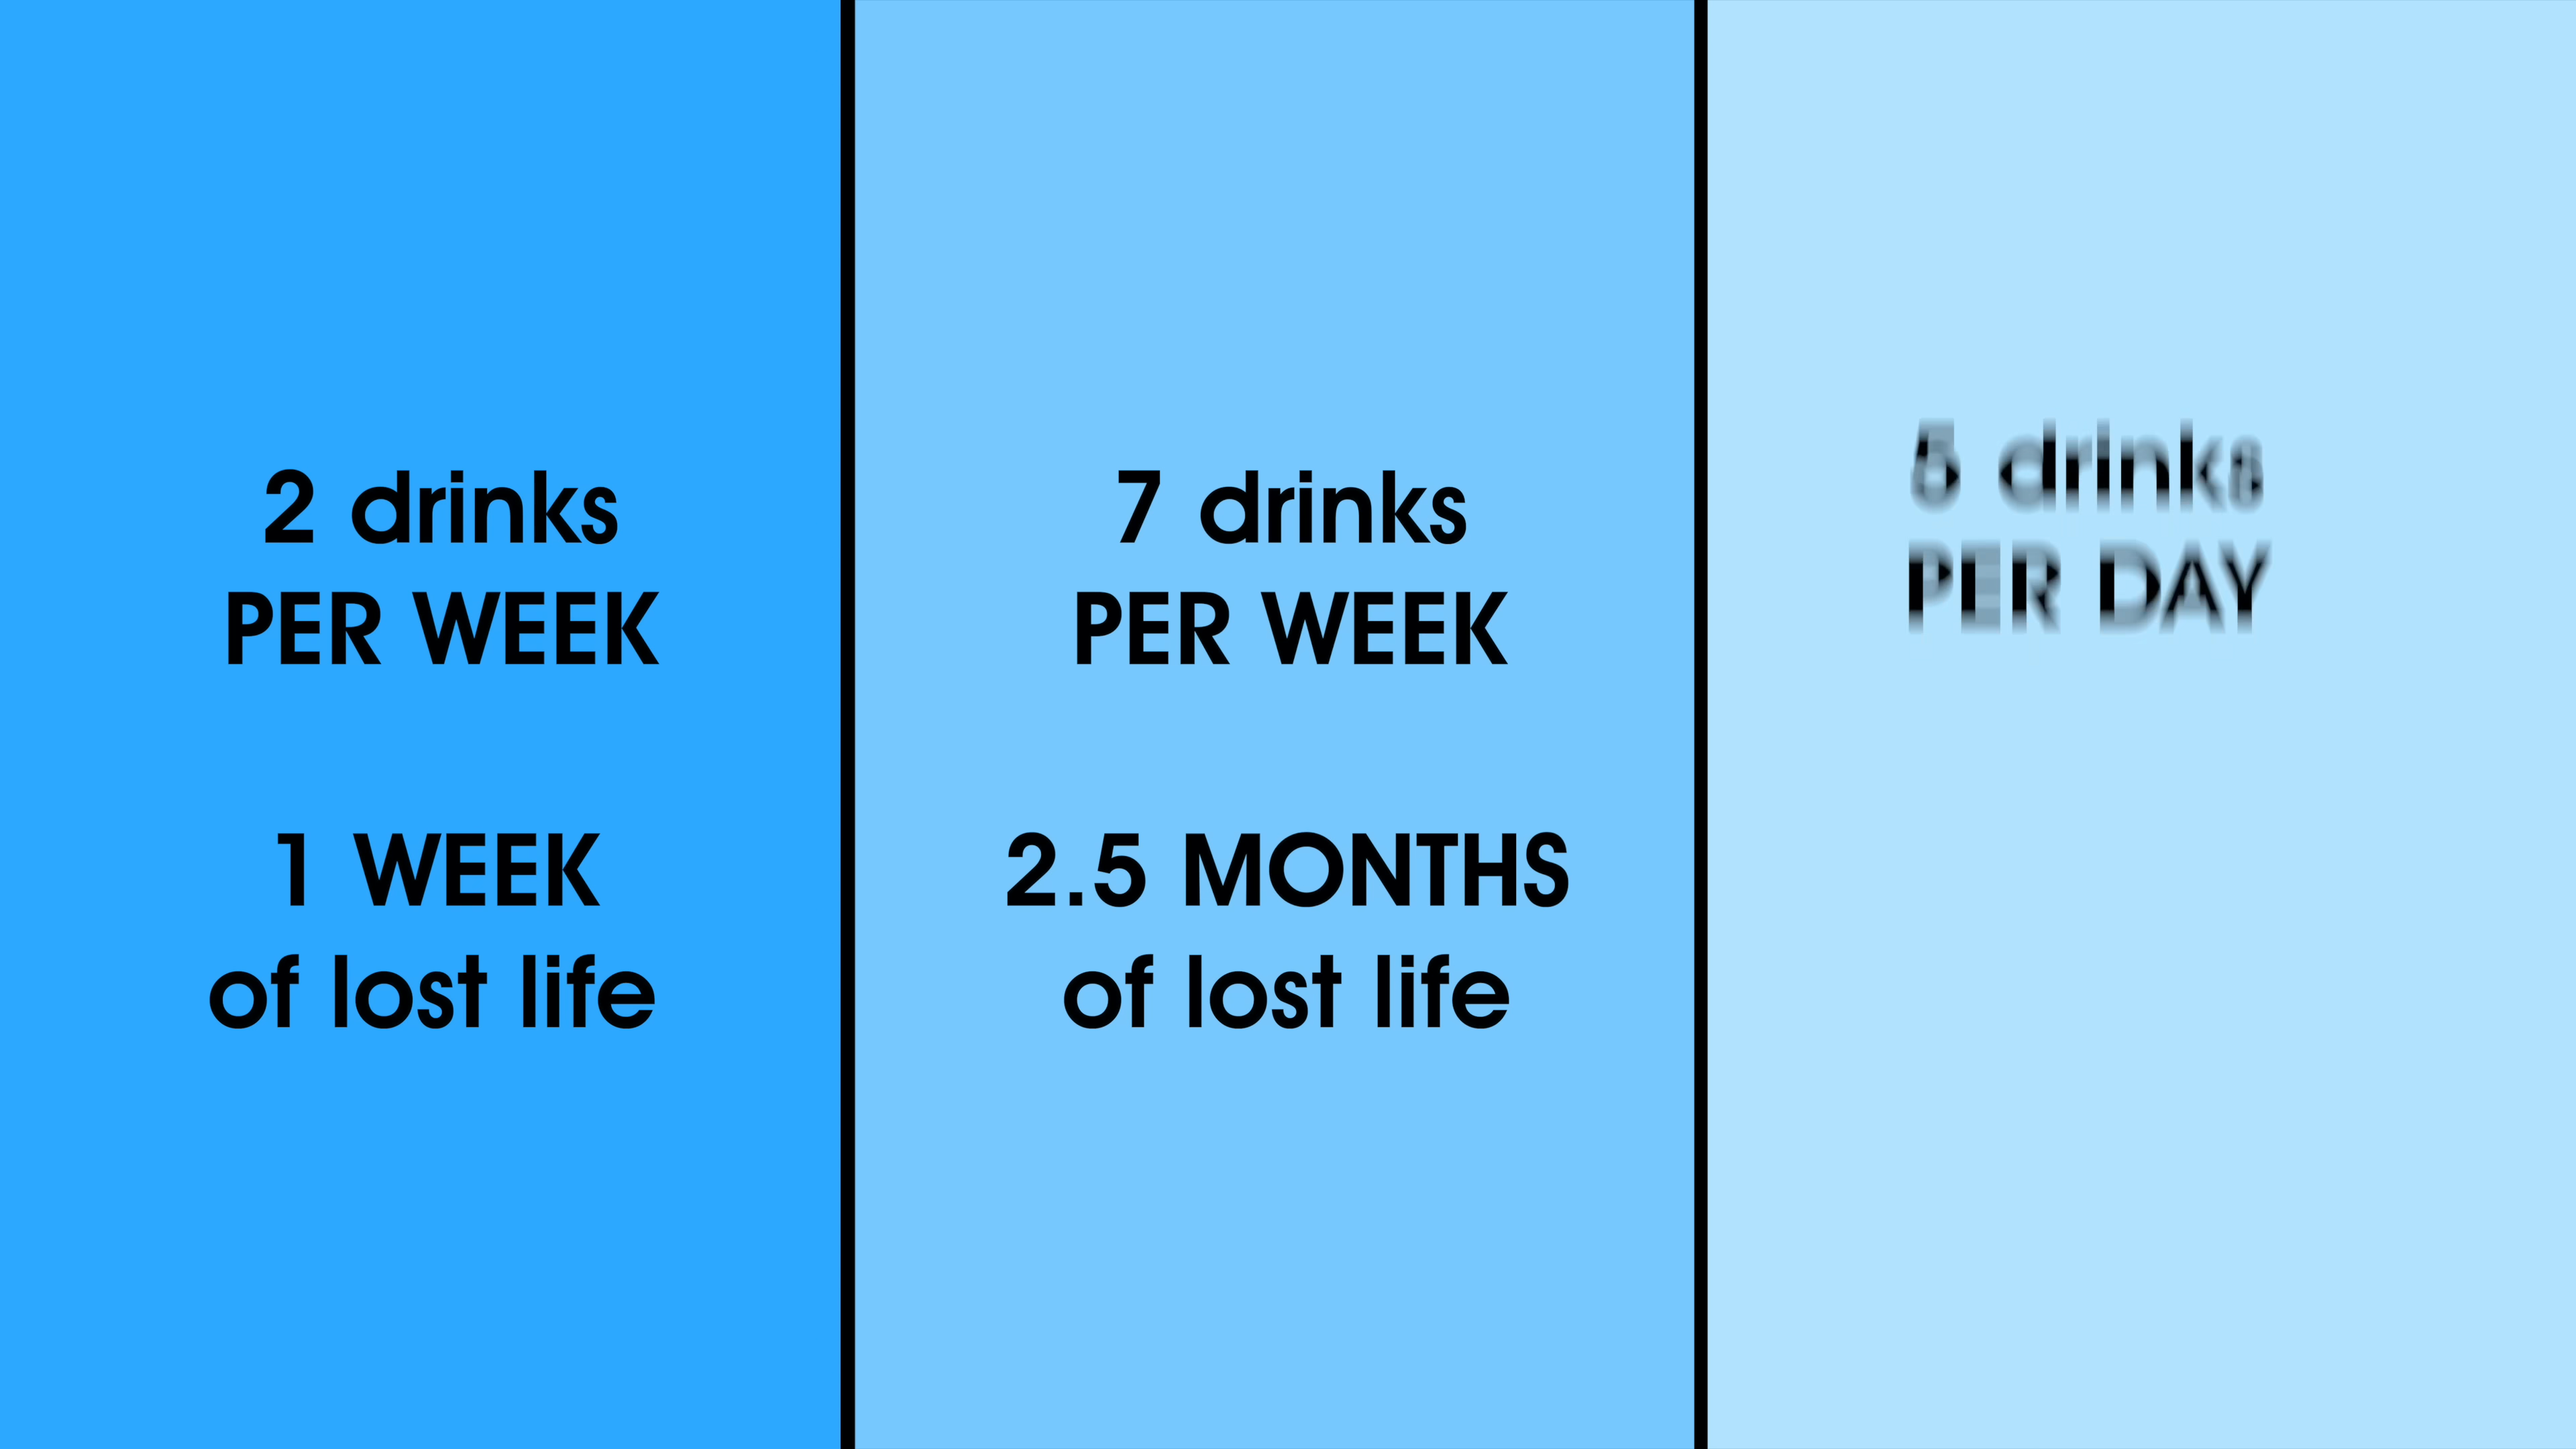 2 drinks
PER WEEK
1 WEEK
of lost life
7 drinks
PER WEEK
2.5 MONTHS
of lost life
5 drinks
PER DAY